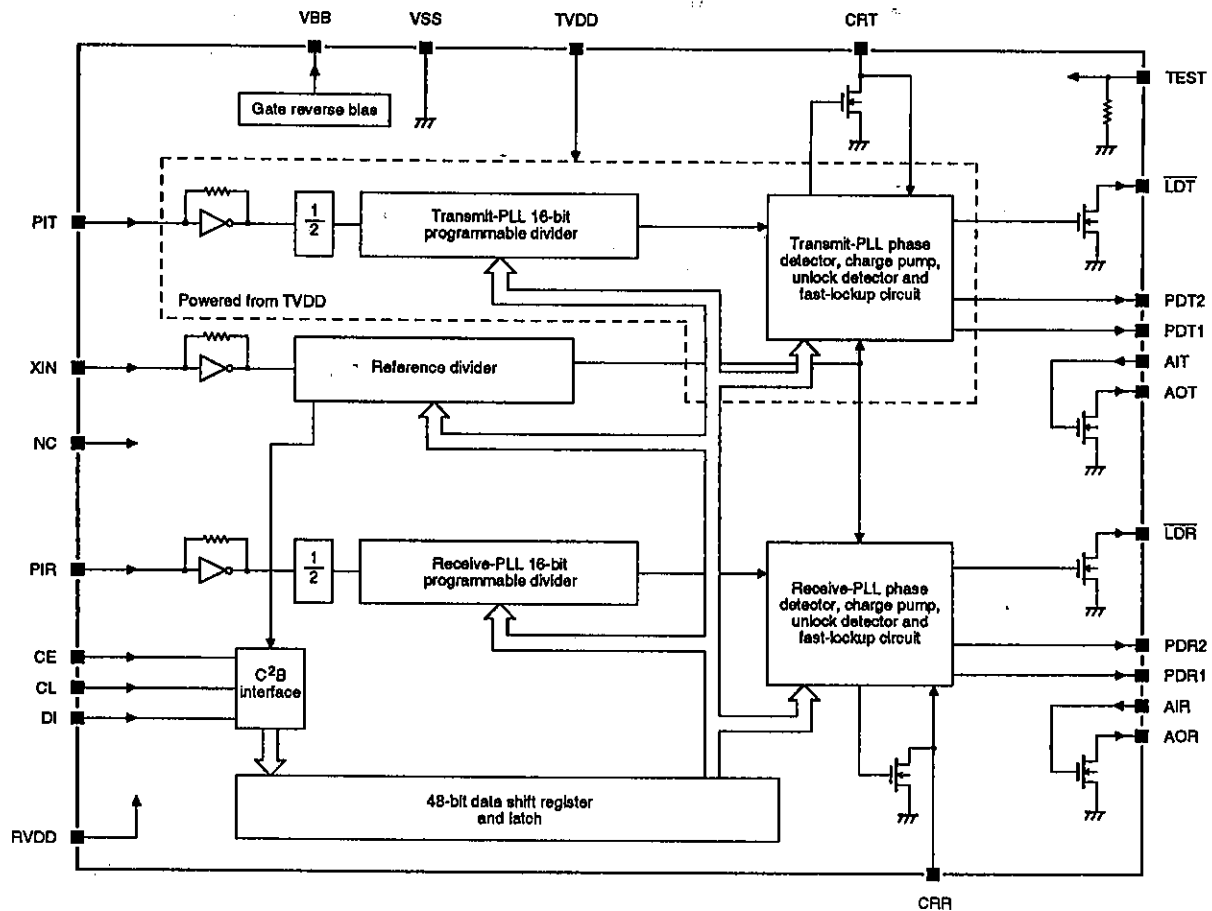 VBB
VSS
TVDD
CRT
TEST
Gate reverse bias
LDT
PIT
1
2
Transmit-PLL 16-bit
programmable divider
Transmit-PLL phase
detector, charge pump,
unlock detector and
fast-lockup circuit
Powered from TVDD
PDT2
PDT1
XIN
Reference divider
AIT
AOT
NC
LDR
PIR
1
2
Receive-PLL 16-bit
programmable divider
Receive-PLL phase
detector, charge pump,
unlock detector and
fast-lockup circuit
PDR2
PDR1
CE
CL
DI
C²B
interface
AIR
AOR
48-bit data shift register
and latch
RVDD
CRR